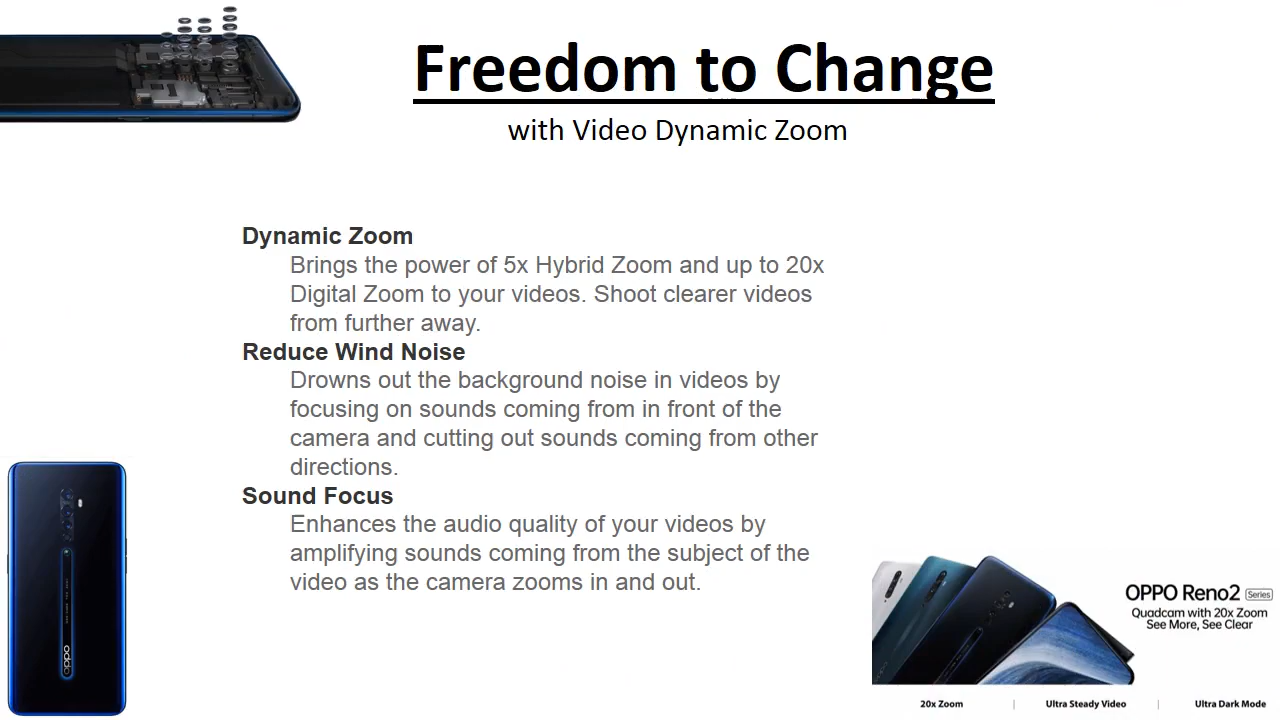 Freedom to Change
with Video Dynamic Zoom
Dynamic Zoom
Brings the power of 5x Hybrid Zoom and up to 20x
Digital Zoom to your videos. Shoot clearer videos
from further away.
Reduce Wind Noise
Drowns out the background noise in videos by
focusing on sounds coming from in front of the
camera and cutting out sounds coming from other
directions.
Sound Focus
Enhances the audio quality of your videos by
amplifying sounds coming from the subject of the
video as the camera zooms in and out.
oppo
OPPO Reno2 Series
Quadcam with 20x Zoom
See More, See Clear
20x Zoom | Ultra Steady Video | Ultra Dark Mode